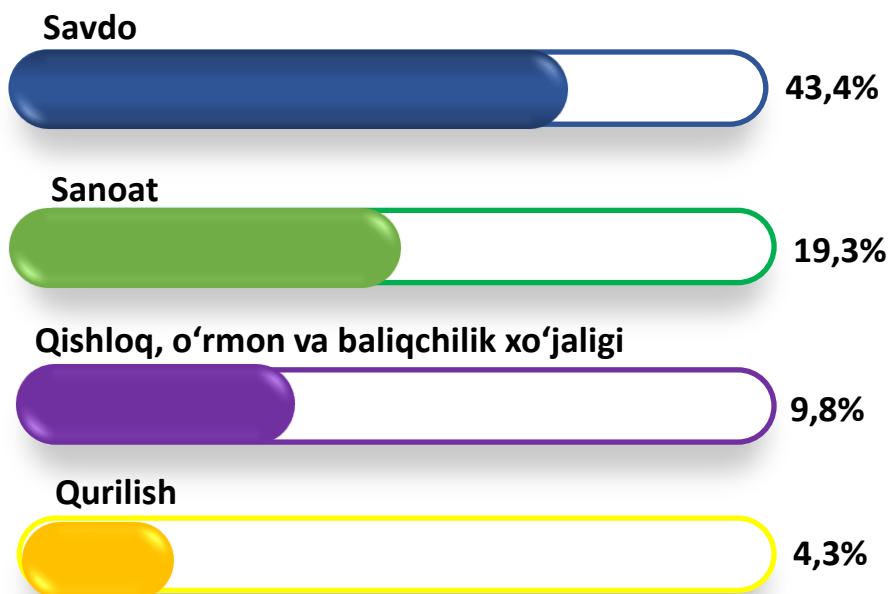 Savdo
43,4%
Sanoat
19,3%
Qishloq, o‘rmon va baliqchilik xo‘jaligi
9,8%
Qurilish
4,3%